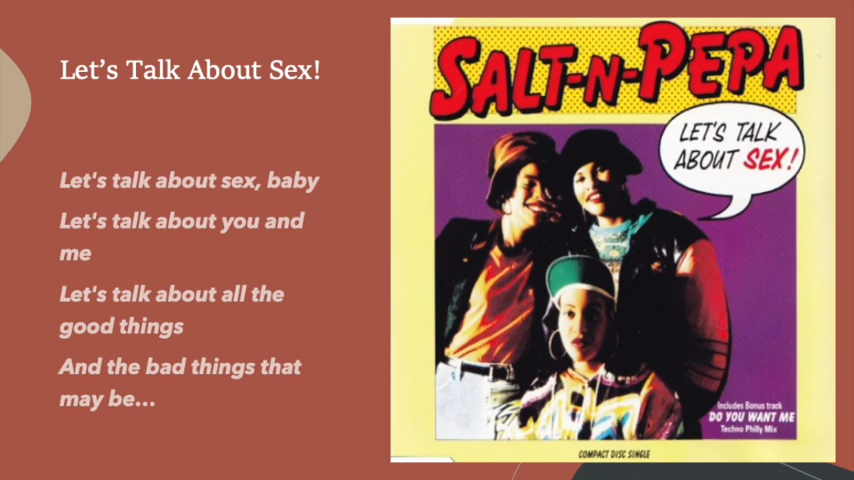 Let's Talk About Sex!
Let's talk about sex, baby
Let's talk about you and
me
Let's talk about all the
good things
And the bad things that
may be...
SALT-N-PEPA
LET'S TALK
ABOUT SEX!
Includes Bonus track
DO YOU WANT ME
Techno Philly Mix
COMPACT DISC SINGLE